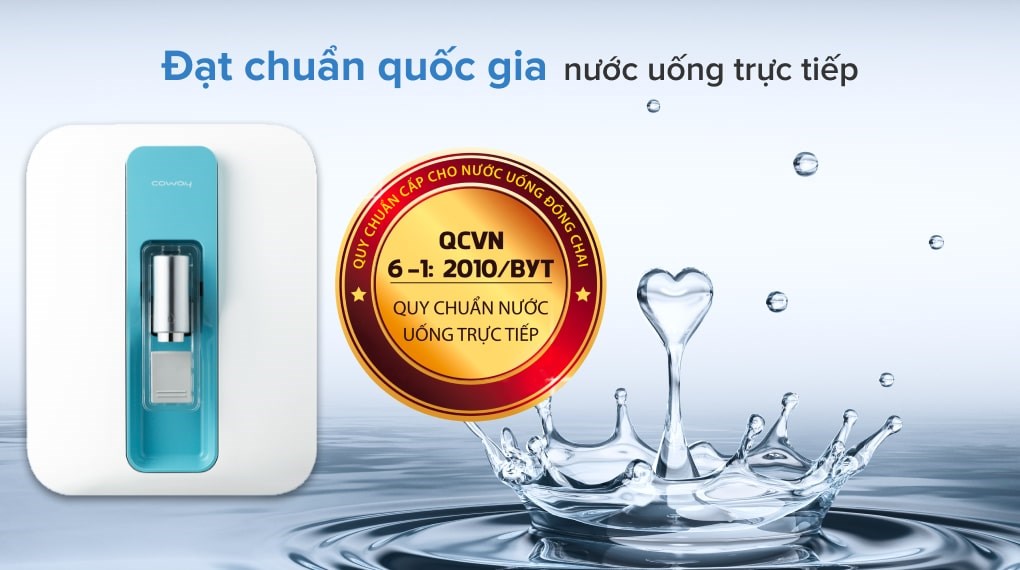 Đạt chuẩn quốc gia nước uống trực tiếp
coway
QUY CHUẨN CẤP CHO NƯỚC UỐNG ĐÓNG CHAI
QCVN
6-1: 2010/BYT
QUY CHUẨN NƯỚC
UỐNG TRỰC TIẾP